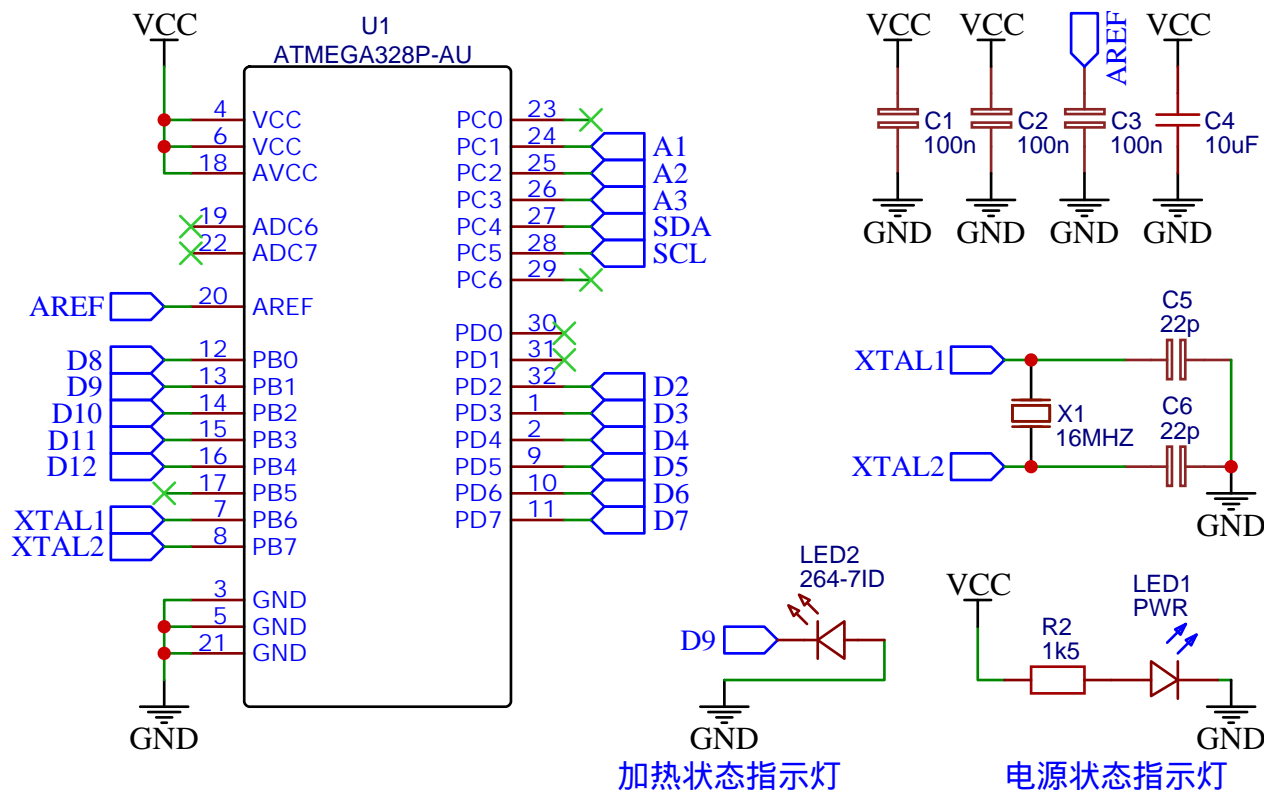 VCC
U1
ATMEGA328P-AU
4 VCC
6 VCC
18 AVCC
19 ADC6
22 ADC7
AREF 20 AREF
D8 12 PB0
D9 13 PB1
D10 14 PB2
D11 15 PB3
D12 16 PB4
17 PB5
XTAL1 7 PB6
XTAL2 8 PB7
3 GND
5 GND
21 GND
GND
PC0 23
PC1 24 A1
PC2 25 A2
PC3 26 A3
PC4 27 SDA
PC5 28 SCL
PC6 29
PD0 30
PD1 31
PD2 32 D2
PD3 1 D3
PD4 2 D4
PD5 9 D5
PD6 10 D6
PD7 11 D7
VCC
C1
100n
GND
VCC
C2
100n
GND
AREF
C3
100n
GND
VCC
C4
10uF
GND
XTAL1
XTAL2
X1
16MHZ
C5
22p
C6
22p
GND
LED2
264-7ID
D9
GND
加热状态指示灯
VCC
R2
1k5
LED1
PWR
GND
电源状态指示灯